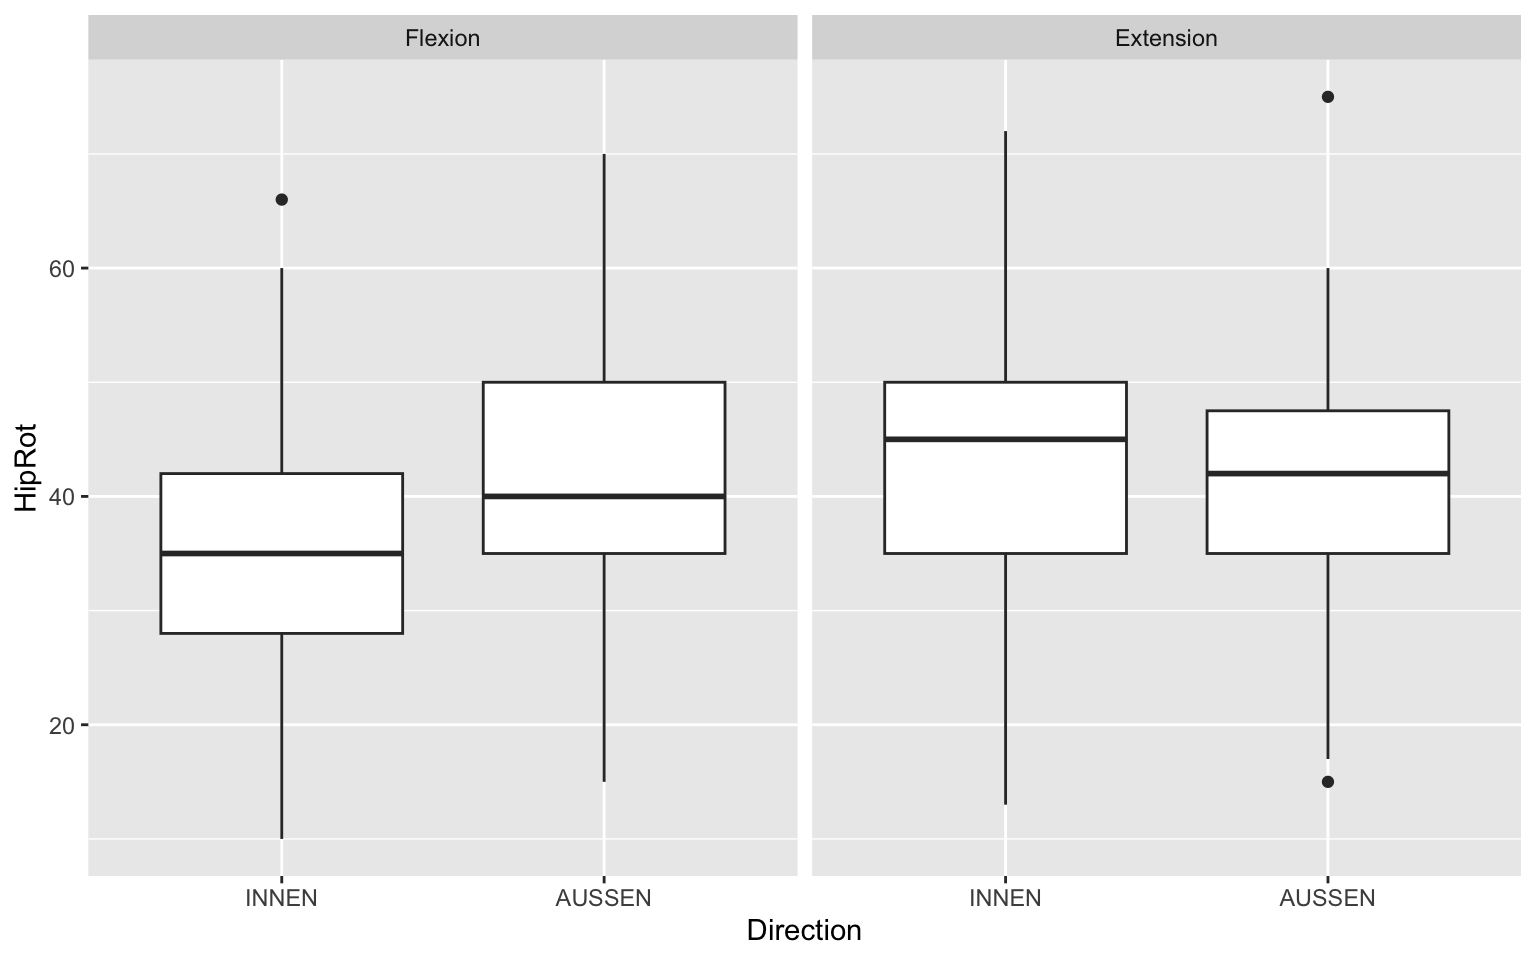 Flexion Extension
60
40
20
HipRot
INNEN AUSSEN INNEN AUSSEN
Direction